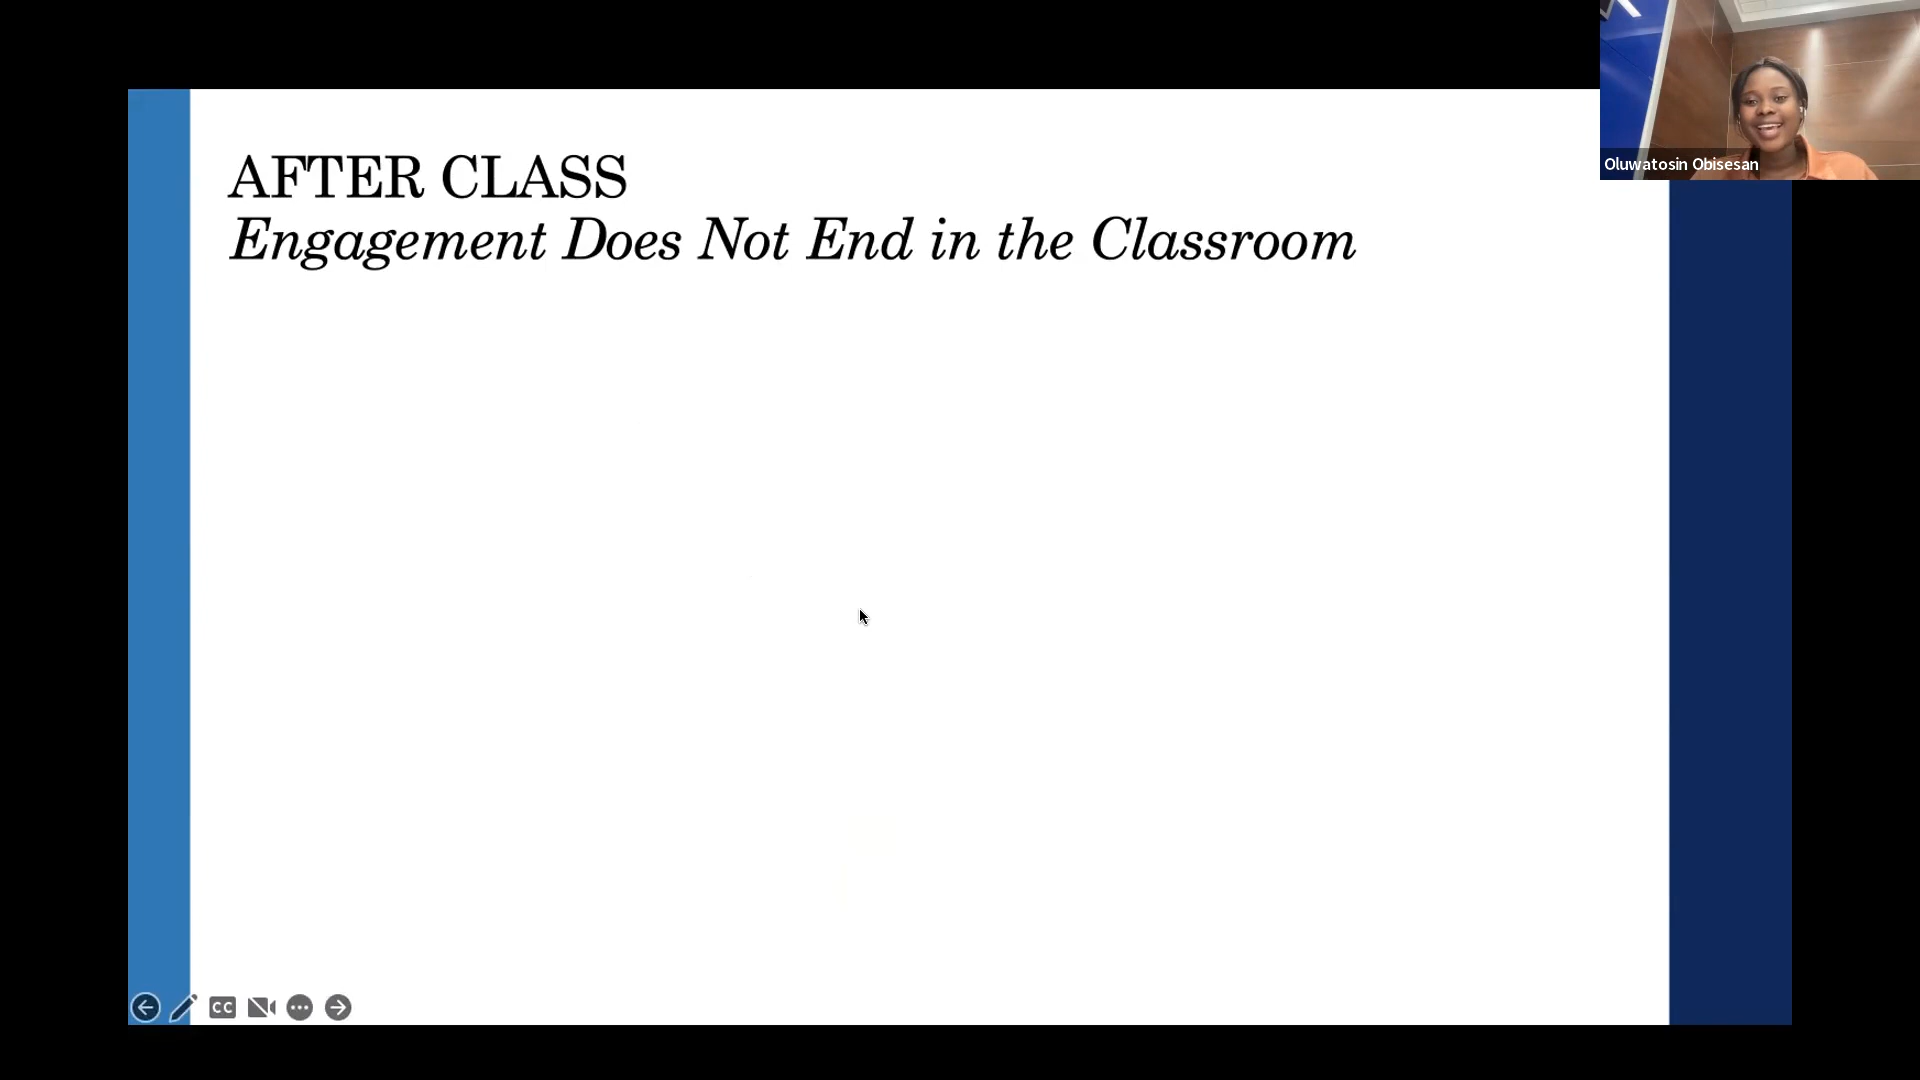 AFTER CLASS
Engagement Does Not End in the Classroom
Oluwatosin Obisesan
CC